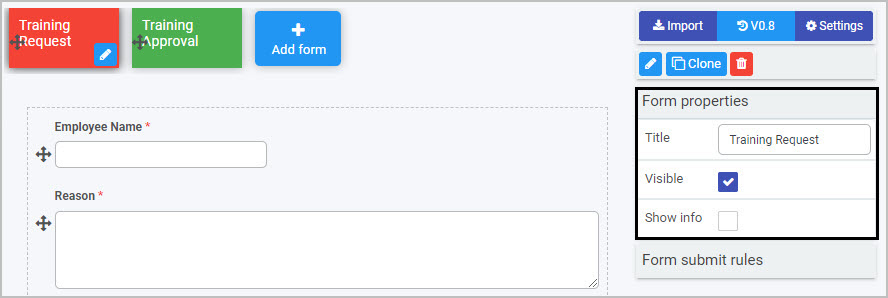 Training
Request
Training
Approval
+
Add form
Import
V0.8
Settings
Clone
Employee Name *
Reason *
Form properties
Title
Training Request
Visible
Show info
Form submit rules